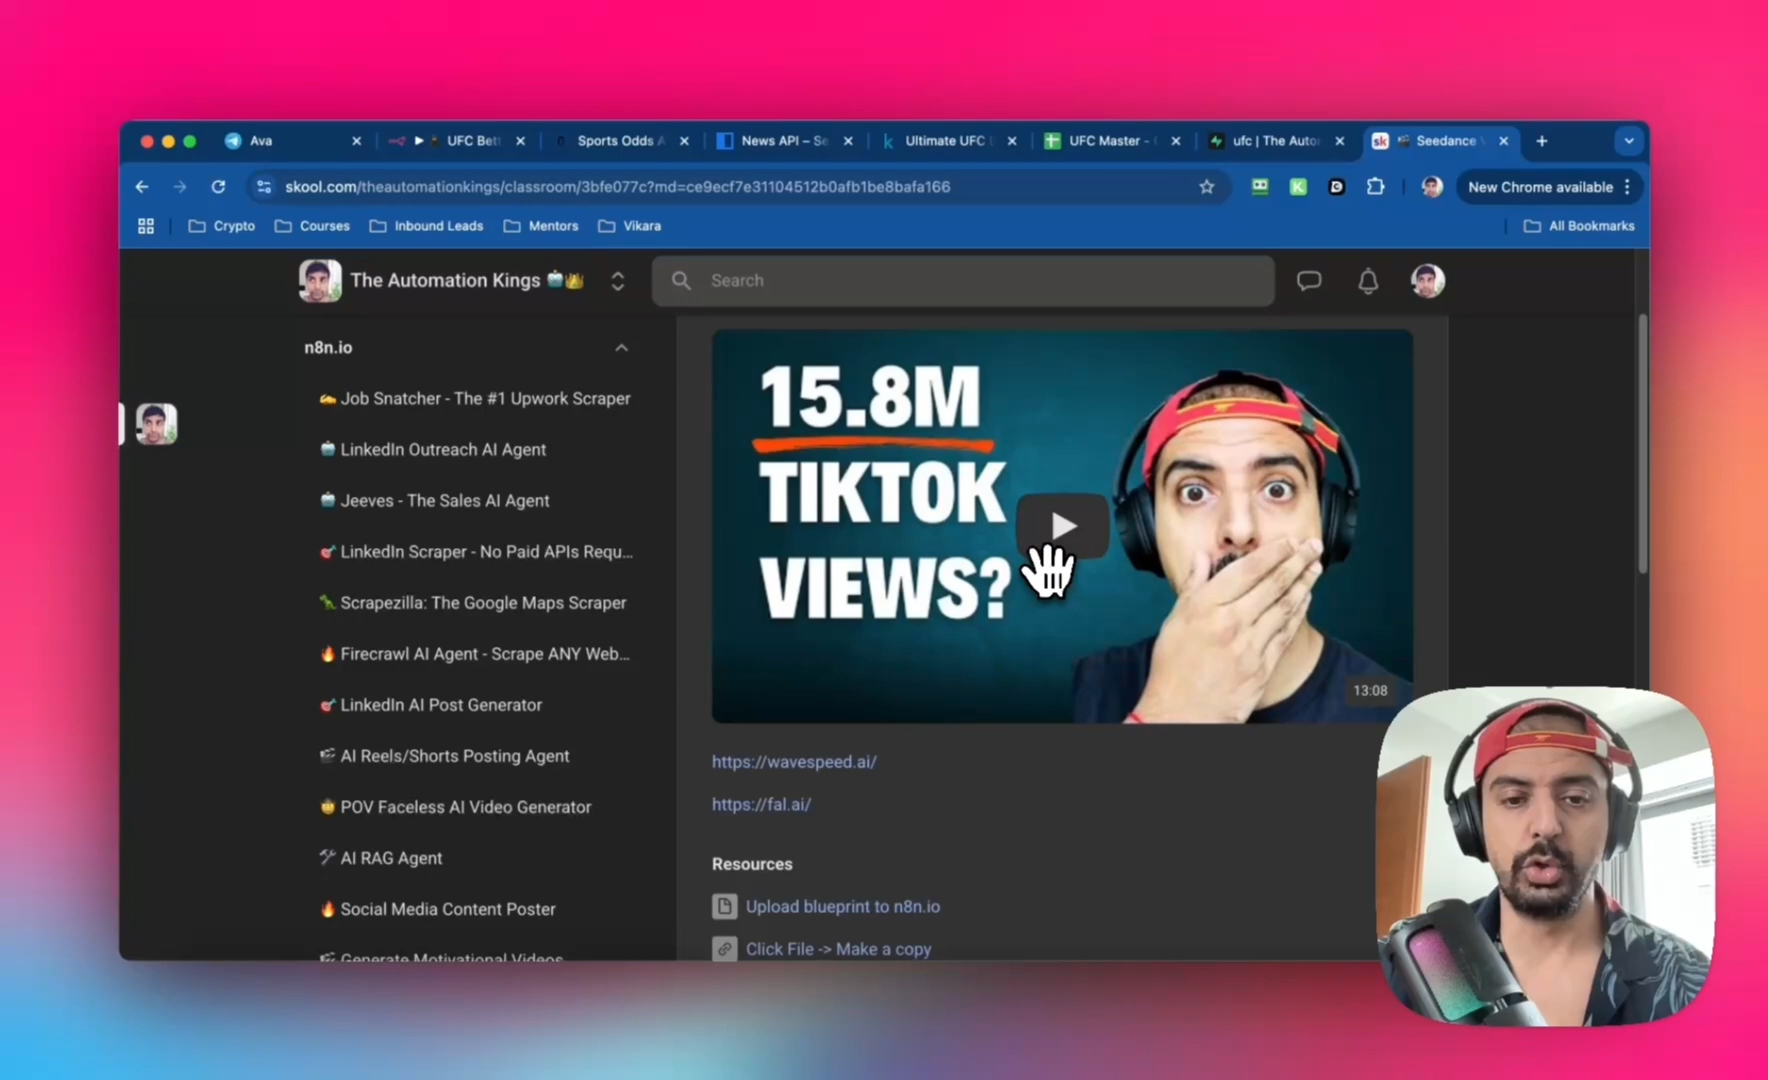 Ava
UFC Bet
Sports Odds A
News API – Se
Ultimate UFC
UFC Master -
ufc | The Auto
sk
Seedance
skool.com/theautomationkings/classroom/3bfe077c?md=ce9ecf7e31104512b0afb1be8bafa166
New Chrome available
Crypto
Courses
Inbound Leads
Mentors
Vikara
All Bookmarks
The Automation Kings
Search
n8n.io
Job Snatcher - The #1 Upwork Scraper
LinkedIn Outreach AI Agent
Jeeves - The Sales AI Agent
LinkedIn Scraper - No Paid APIs Requ...
Scrapezilla: The Google Maps Scraper
Firecrawl AI Agent - Scrape ANY Web...
LinkedIn AI Post Generator
AI Reels/Shorts Posting Agent
POV Faceless AI Video Generator
AI RAG Agent
Social Media Content Poster
Generate Motivational Videos
15.8M
TIKTOK
VIEWS?
13:08
https://wavespeed.ai/
https://fal.ai/
Resources
Upload blueprint to n8n.io
Click File -> Make a copy